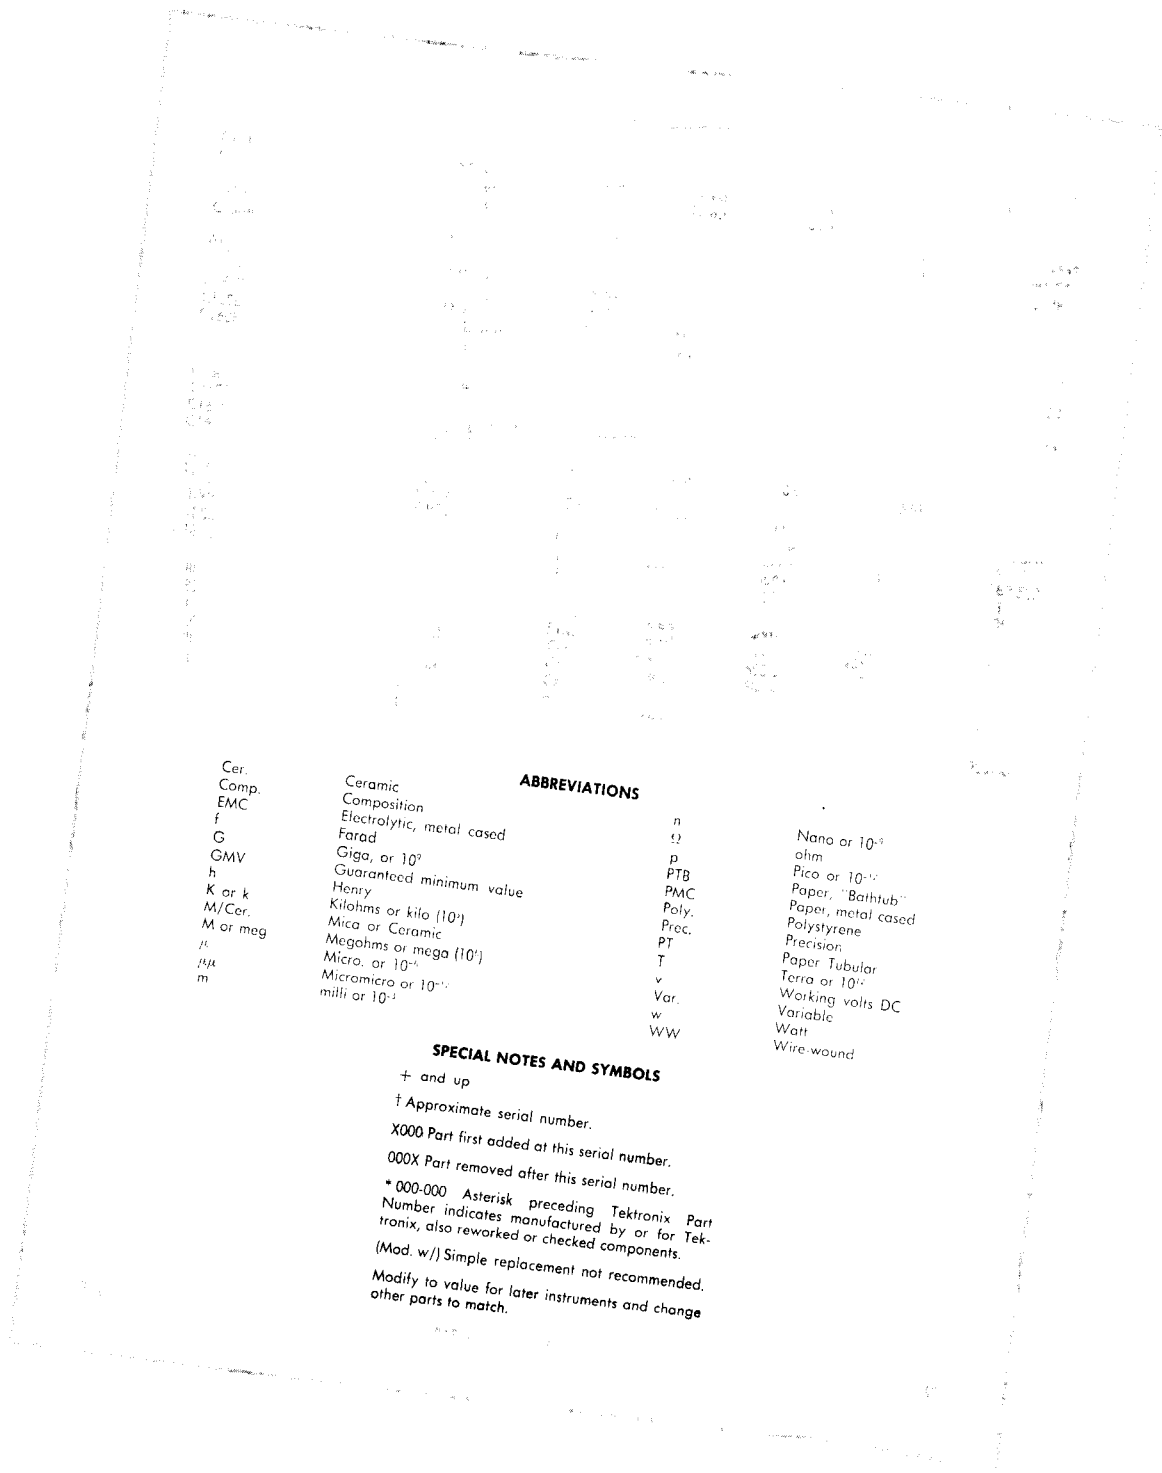 ABBREVIATIONS
Cer. Ceramic
Comp. Composition
EMC Electrolytic, metal cased
f Farad
G Giga, or 10⁹
GMV Guaranteed minimum value
h Henry
K or k Kilohms or kilo (10³)
M/Cer. Mica or Ceramic
M or meg Megohms or mega (10⁶)
μ Micro. or 10⁻⁶
μμ Micromicro or 10⁻¹²
m milli or 10⁻³
n Nano or 10⁻⁹
Ω ohm
p Pico or 10⁻¹²
PTB Paper, "Bathtub"
PMC Paper, metal cased
Poly. Polystyrene
Prec. Precision
PT Paper Tubular
T Terra or 10¹²
v Working volts DC
Var. Variable
w Watt
WW Wire-wound
SPECIAL NOTES AND SYMBOLS
+ and up
† Approximate serial number.
X000 Part first added at this serial number.
000X Part removed after this serial number.
* 000-000 Asterisk preceding Tektronix Part
Number indicates manufactured by or for Tek-
tronix, also reworked or checked components.
(Mod. w/) Simple replacement not recommended.
Modify to value for later instruments and change
other parts to match.